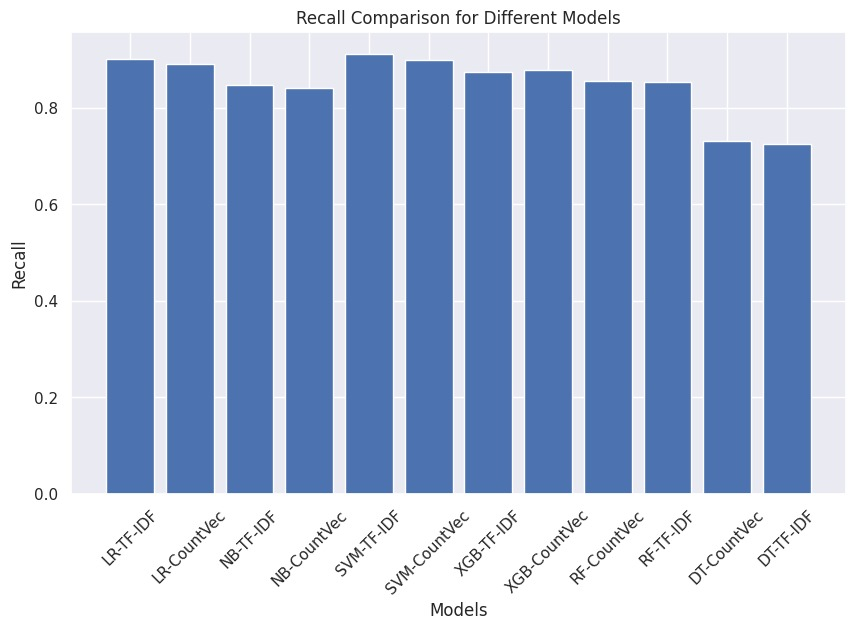 Recall Comparison for Different Models
Recall
0.8
0.6
0.4
0.2
0.0
LR-TF-IDF
LR-CountVec
NB-TF-IDF
NB-CountVec
SVM-TF-IDF
SVM-CountVec
XGB-TF-IDF
XGB-CountVec
RF-CountVec
RF-TF-IDF
DT-CountVec
DT-TF-IDF
Models